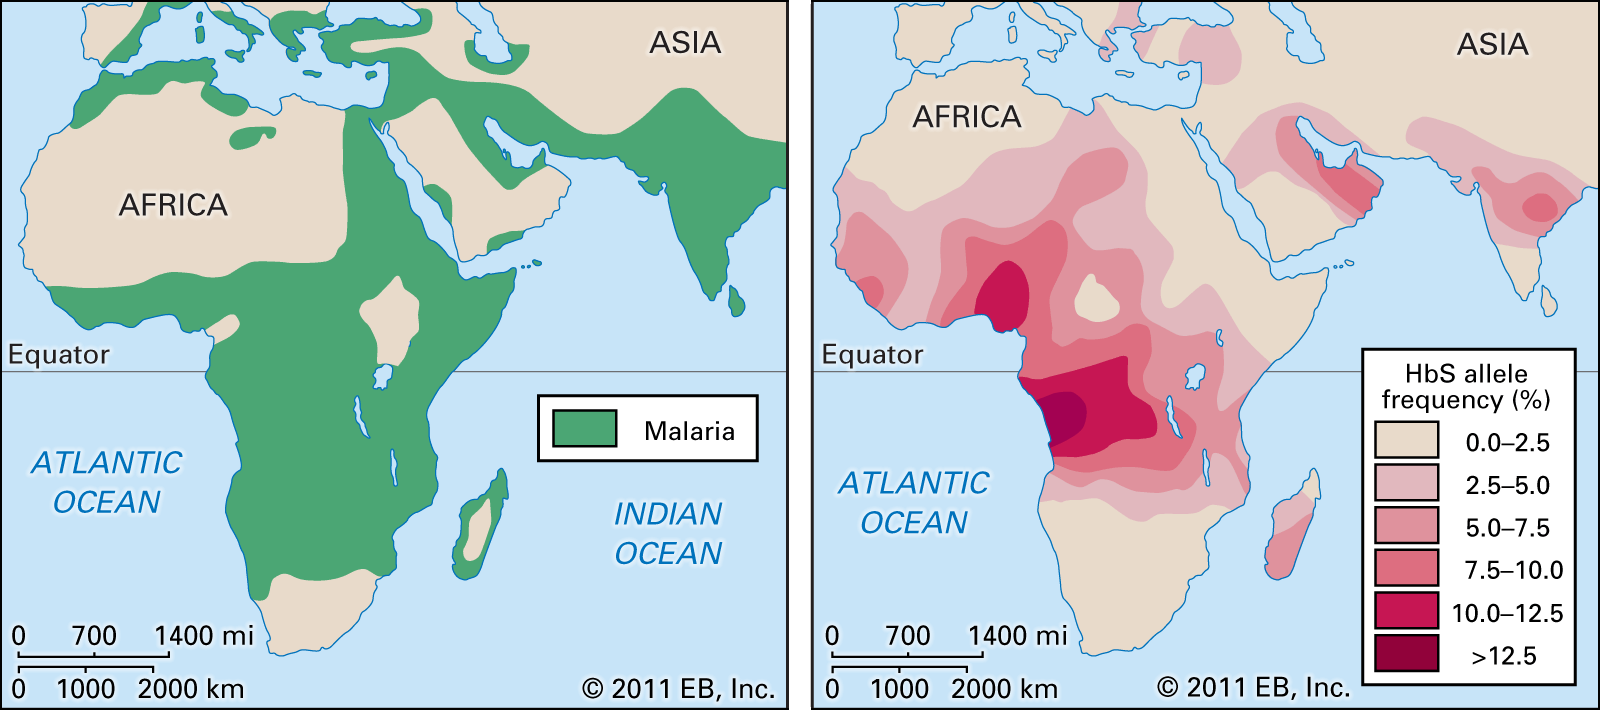 ASIA
AFRICA
Equator
Malaria
ATLANTIC
OCEAN
INDIAN
OCEAN
0 700 1400 mi
0 1000 2000 km
© 2011 EB, Inc.
ASIA
AFRICA
Equator
HbS allele
frequency (%)
0.0–2.5
2.5–5.0
5.0–7.5
7.5–10.0
10.0–12.5
>12.5
ATLANTIC
OCEAN
0 700 1400 mi
0 1000 2000 km
© 2011 EB, Inc.